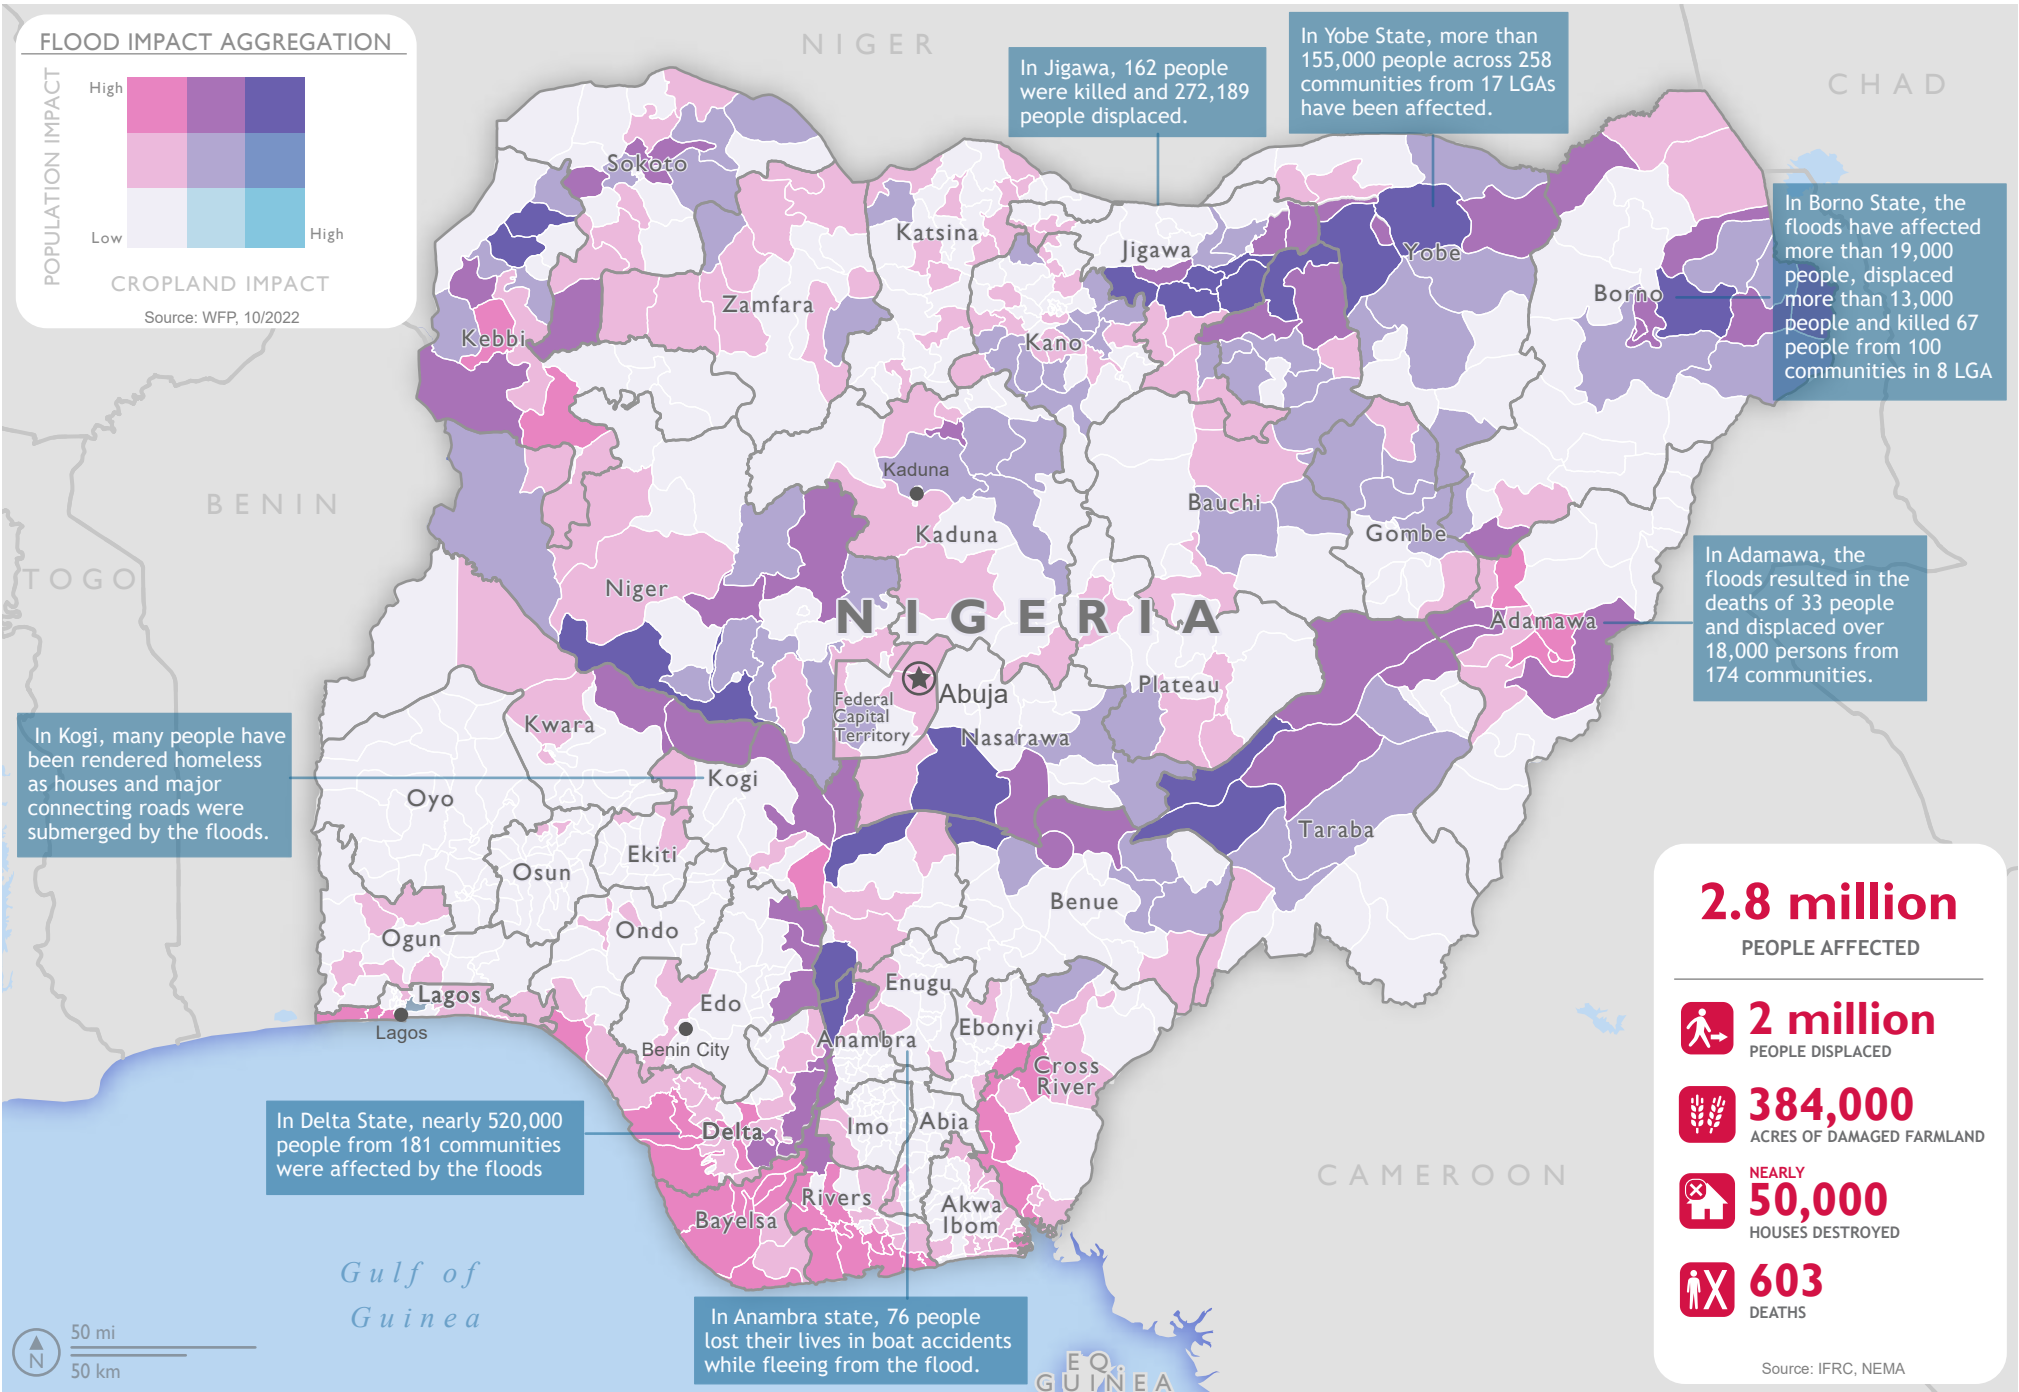 FLOOD IMPACT AGGREGATION
POPULATION IMPACT
High
Low
High
CROPLAND IMPACT
Source: WFP, 10/2022
NIGER
CHAD
BENIN
TOGO
CAMEROON
EQ.
GUINEA
NIGERIA
In Jigawa, 162 people
were killed and 272,189
people displaced.
In Yobe State, more than
155,000 people across 258
communities from 17 LGAs
have been affected.
In Borno State, the
floods have affected
more than 19,000
people, displaced
more than 13,000
people and killed 67
people from 100
communities in 8 LGA
In Adamawa, the
floods resulted in the
deaths of 33 people
and displaced over
18,000 persons from
174 communities.
In Kogi, many people have
been rendered homeless
as houses and major
connecting roads were
submerged by the floods.
In Delta State, nearly 520,000
people from 181 communities
were affected by the floods
In Anambra state, 76 people
lost their lives in boat accidents
while fleeing from the flood.
Sokoto
Katsina
Jigawa
Yobe
Borno
Zamfara
Kebbi
Kano
Kaduna
Kaduna
Bauchi
Gombe
Niger
Adamawa
Abuja
Federal
Capital
Territory
Plateau
Nasarawa
Kwara
Kogi
Oyo
Taraba
Ekiti
Osun
Benue
Ondo
Ogun
Enugu
Lagos
Lagos
Edo
Benin City
Anambra
Ebonyi
Cross
River
Delta
Imo
Abia
Rivers
Bayelsa
Akwa
Ibom
Gulf of
Guinea
N
50 mi
50 km
2.8 million
PEOPLE AFFECTED
2 million
PEOPLE DISPLACED
384,000
ACRES OF DAMAGED FARMLAND
NEARLY
50,000
HOUSES DESTROYED
603
DEATHS
Source: IFRC, NEMA